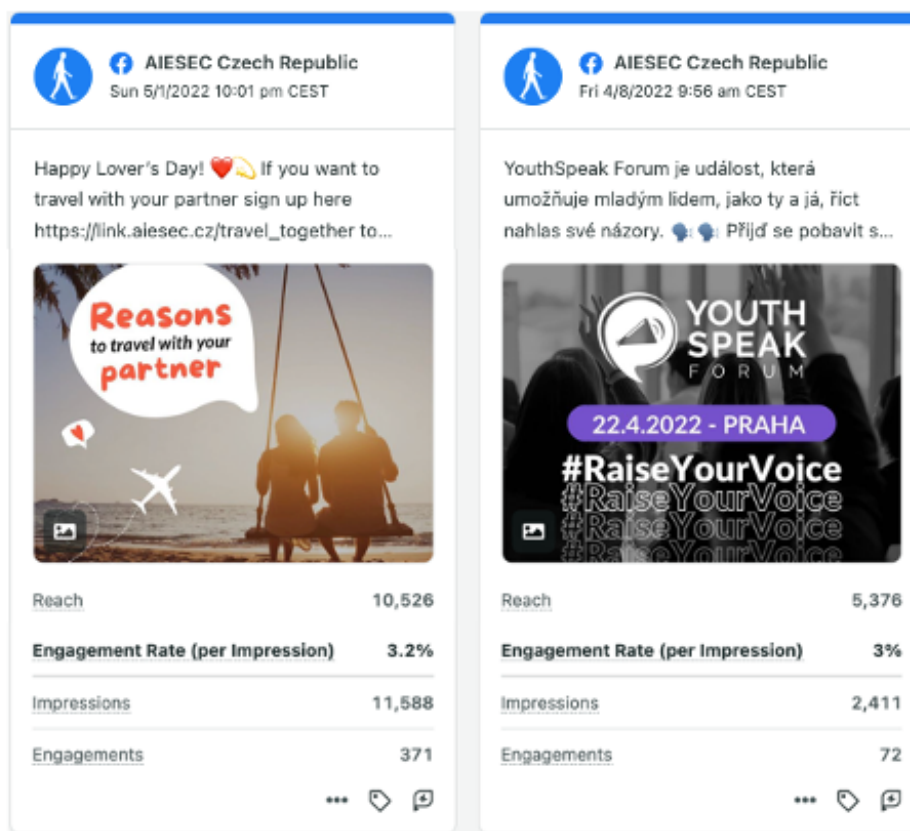 AIESEC Czech Republic
Sun 5/1/2022 10:01 pm CEST
Happy Lover's Day! ❤️💫 If you want to
travel with your partner sign up here
https://link.aiesec.cz/travel_together to...
Reasons
to travel with your
partner
Reach 10,526
Engagement Rate (per Impression) 3.2%
Impressions 11,588
Engagements 371
AIESEC Czech Republic
Fri 4/8/2022 9:56 am CEST
YouthSpeak Forum je událost, která
umožňuje mladým lidem, jako ty a já, říct
nahlas své názory. 🗣️🗣️ Přijď se pobavit s...
YOUTH
SPEAK
FORUM
22.4.2022 - PRAHA
#RaiseYourVoice
#RaiseYourVoice
#RaiseYourVoice
#RaiseYourVoice
Reach 5,376
Engagement Rate (per Impression) 3%
Impressions 2,411
Engagements 72